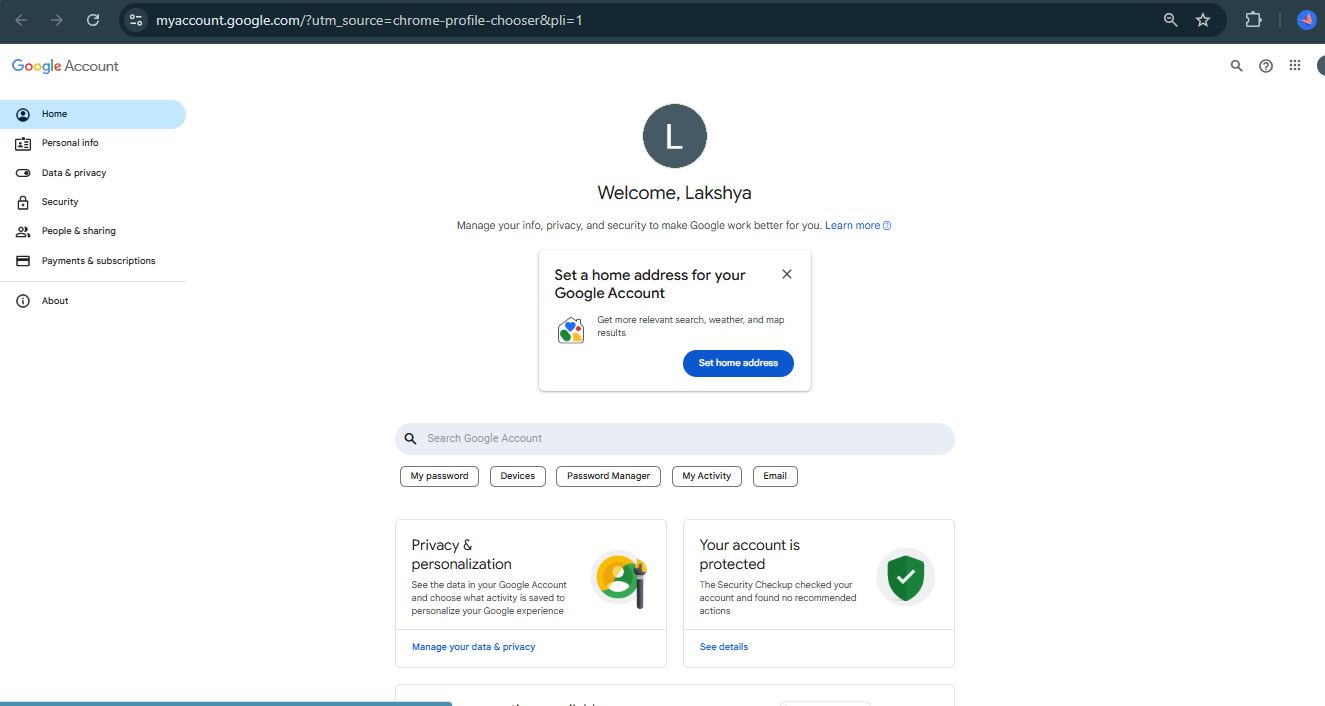 myaccount.google.com/?utm_source=chrome-profile-chooser&pli=1
Google Account
Home
Personal info
Data & privacy
Security
People & sharing
Payments & subscriptions
About
L
Welcome, Lakshya
Manage your info, privacy, and security to make Google work better for you. Learn more
Set a home address for your
Google Account
Get more relevant search, weather, and map
results
Set home address
Search Google Account
My password
Devices
Password Manager
My Activity
Email
Privacy &
personalization
See the data in your Google Account
and choose what activity is saved to
personalize your Google experience
Manage your data & privacy
Your account is
protected
The Security Checkup checked your
account and found no recommended
actions
See details